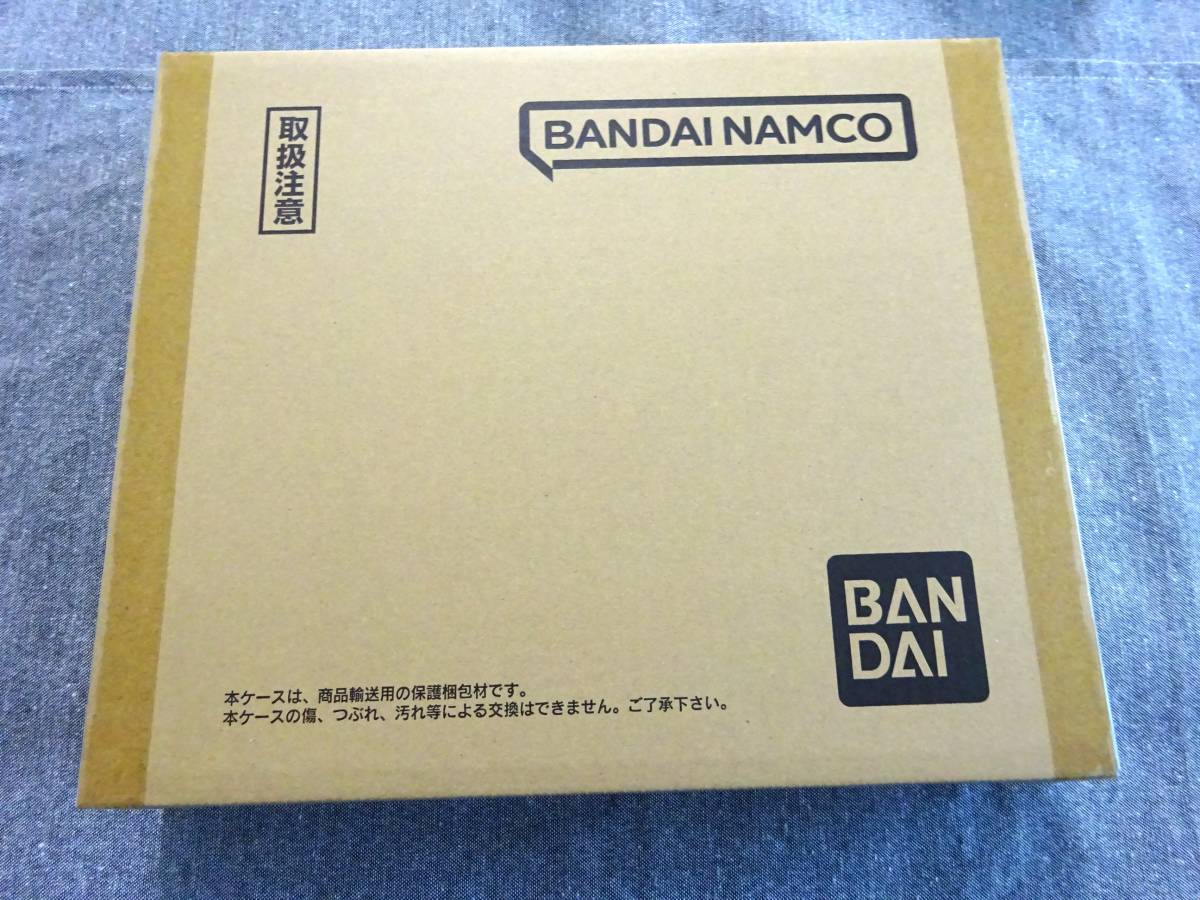 取扱注意
BANDAI NAMCO
BAN
DAI
本ケースは、商品輸送用の保護梱包材です。
本ケースの傷、つぶれ、汚れ等による交換はできません。ご了承下さい。